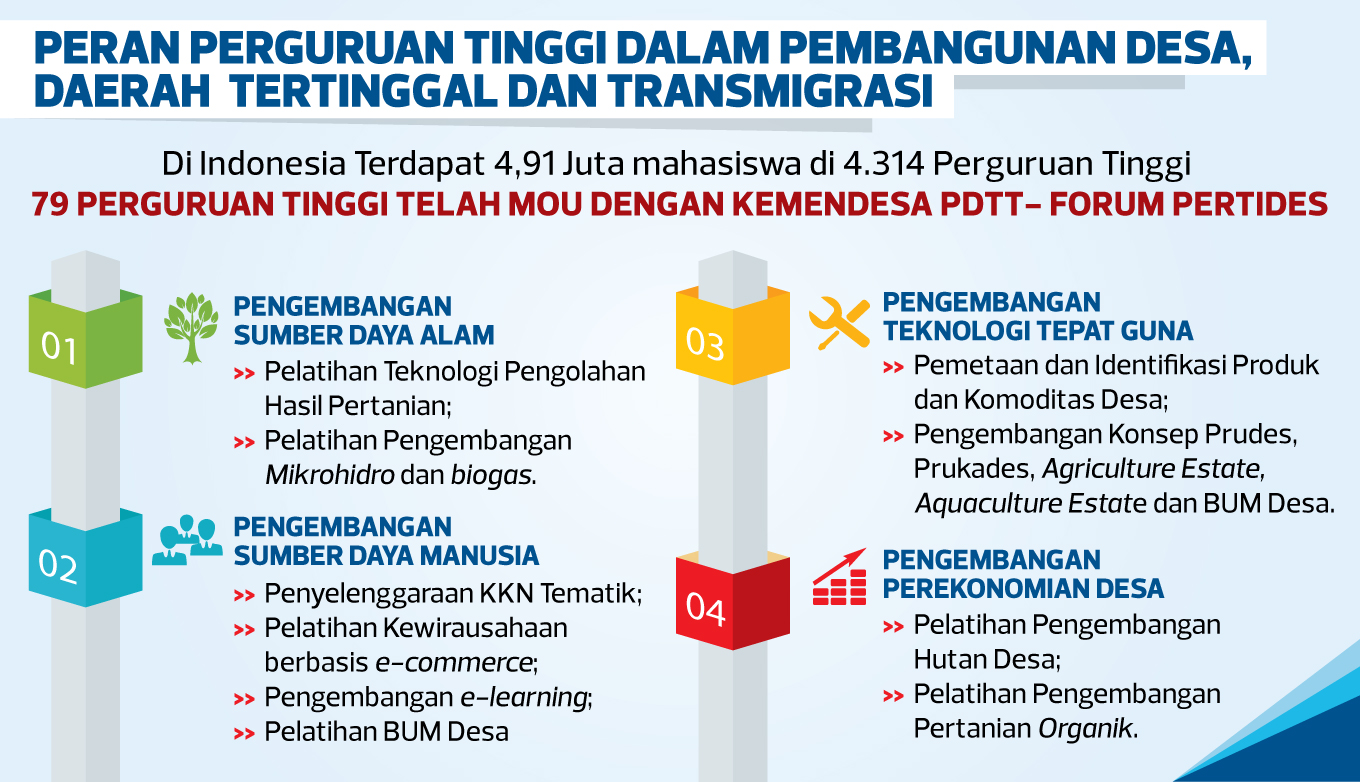 PERAN PERGURUAN TINGGI DALAM PEMBANGUNAN DESA,
DAERAH TERTINGGAL DAN TRANSMIGRASI
Di Indonesia Terdapat 4,91 Juta mahasiswa di 4.314 Perguruan Tinggi
79 PERGURUAN TINGGI TELAH MOU DENGAN KEMENDESA PDTT– FORUM PERTIDES
01
PENGEMBANGAN
SUMBER DAYA ALAM
>> Pelatihan Teknologi Pengolahan
Hasil Pertanian;
>> Pelatihan Pengembangan
Mikrohidro dan biogas.
02
PENGEMBANGAN
SUMBER DAYA MANUSIA
>> Penyelenggaraan KKN Tematik;
>> Pelatihan Kewirausahaan
berbasis e-commerce;
>> Pengembangan e-learning;
>> Pelatihan BUM Desa
03
PENGEMBANGAN
TEKNOLOGI TEPAT GUNA
>> Pemetaan dan Identifikasi Produk
dan Komoditas Desa;
>> Pengembangan Konsep Prudes,
Prukades, Agriculture Estate,
Aquaculture Estate dan BUM Desa.
04
PENGEMBANGAN
PEREKONOMIAN DESA
>> Pelatihan Pengembangan
Hutan Desa;
>> Pelatihan Pengembangan
Pertanian Organik.